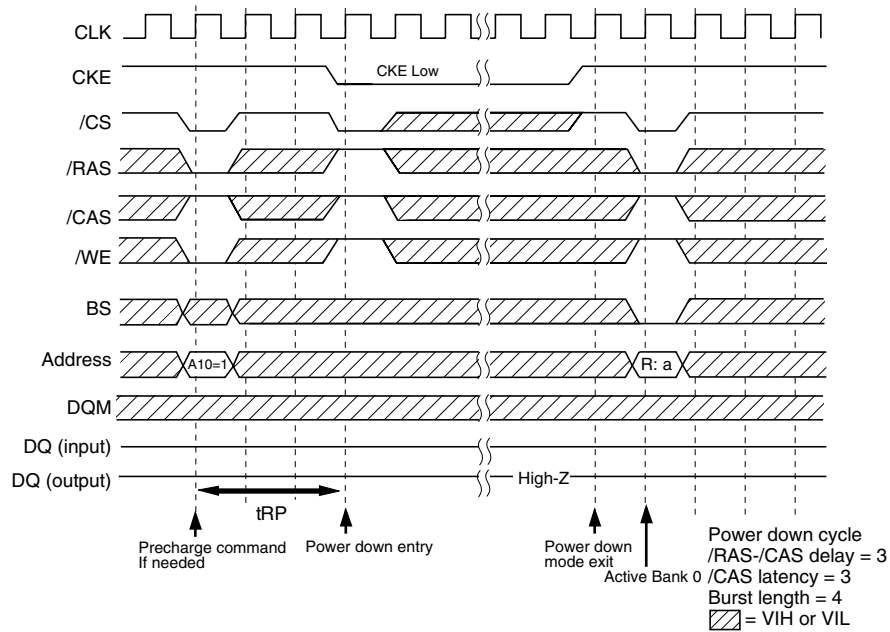 CLK
CKE
CKE Low
/CS
/RAS
/CAS
/WE
BS
Address
A10=1
R: a
DQM
DQ (input)
DQ (output)
High-Z
tRP
Precharge command
If needed
Power down entry
Power down
mode exit
Active Bank 0
Power down cycle
/RAS-/CAS delay = 3
/CAS latency = 3
Burst length = 4
= VIH or VIL